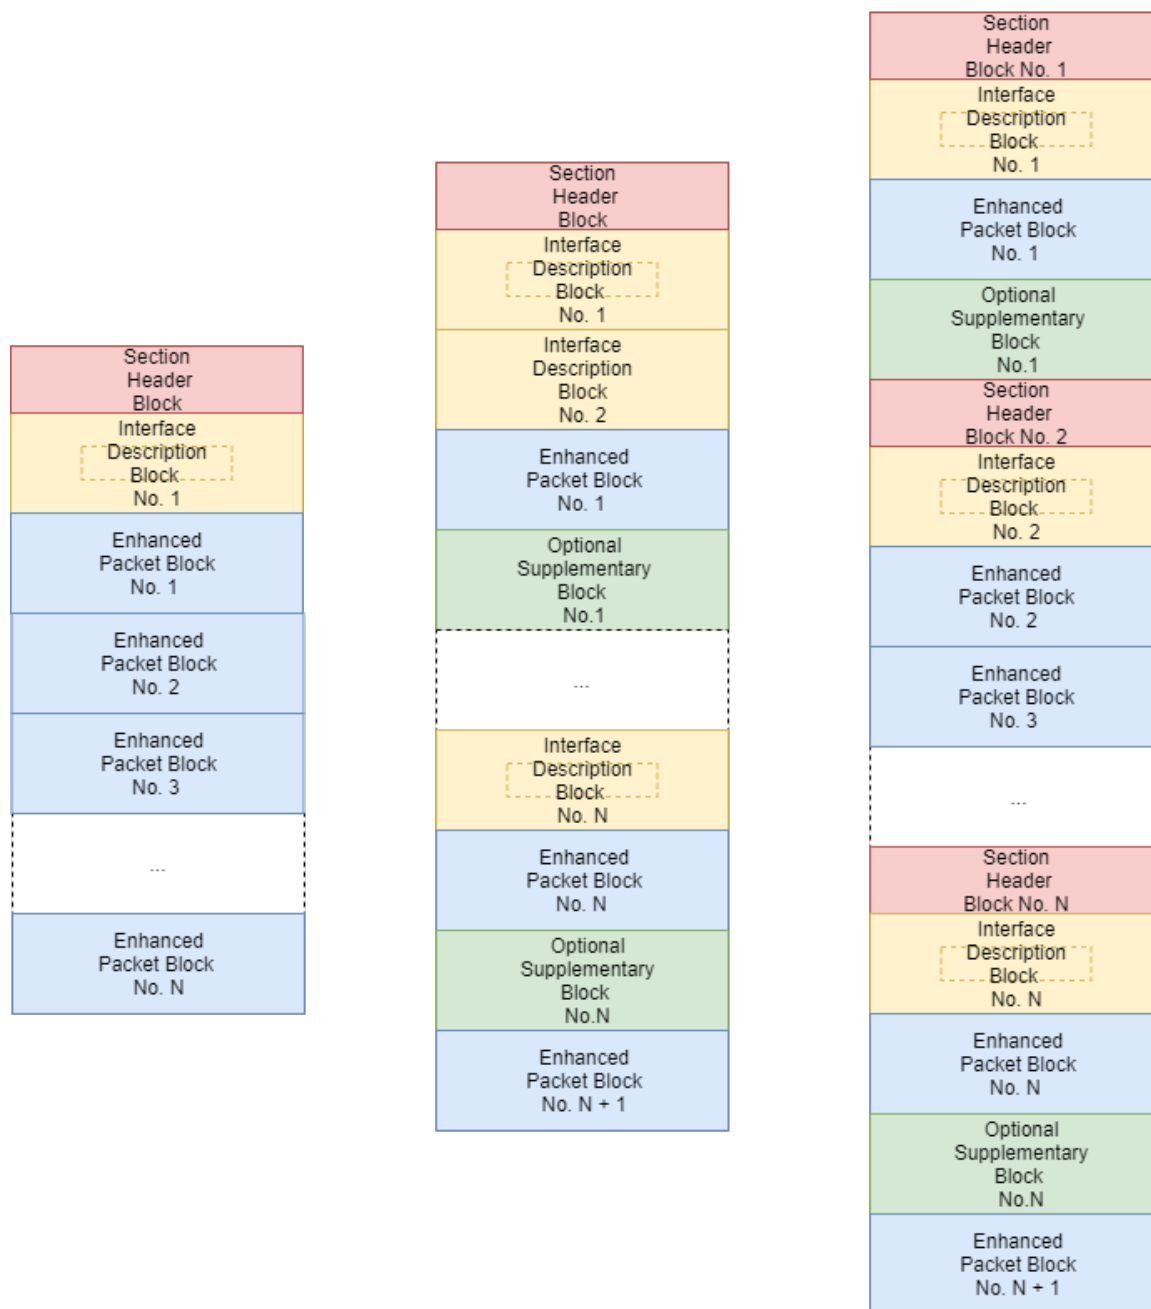 Section
Header
Block
Interface
Description
Block
No. 1
Enhanced
Packet Block
No. 1
Enhanced
Packet Block
No. 2
Enhanced
Packet Block
No. 3
...
Enhanced
Packet Block
No. N
Section
Header
Block
Interface
Description
Block
No. 1
Interface
Description
Block
No. 2
Enhanced
Packet Block
No. 1
Optional
Supplementary
Block
No.1
...
Interface
Description
Block
No. N
Enhanced
Packet Block
No. N
Optional
Supplementary
Block
No.N
Enhanced
Packet Block
No. N + 1
Section
Header
Block No. 1
Interface
Description
Block
No. 1
Enhanced
Packet Block
No. 1
Optional
Supplementary
Block
No.1
Section
Header
Block No. 2
Interface
Description
Block
No. 2
Enhanced
Packet Block
No. 2
Enhanced
Packet Block
No. 3
...
Section
Header
Block No. N
Interface
Description
Block
No. N
Enhanced
Packet Block
No. N
Optional
Supplementary
Block
No.N
Enhanced
Packet Block
No. N + 1